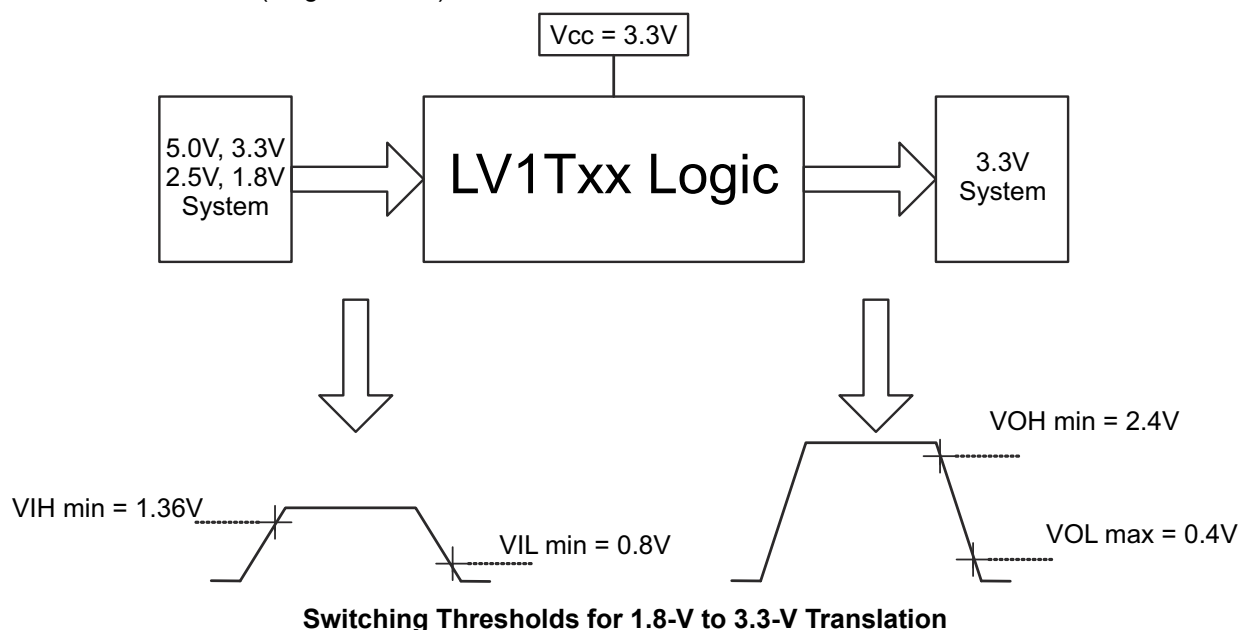 Vcc = 3.3V
5.0V, 3.3V
2.5V, 1.8V
System
LV1Txx Logic
3.3V
System
VOH min = 2.4V
VIH min = 1.36V
VIL min = 0.8V
VOL max = 0.4V
Switching Thresholds for 1.8-V to 3.3-V Translation